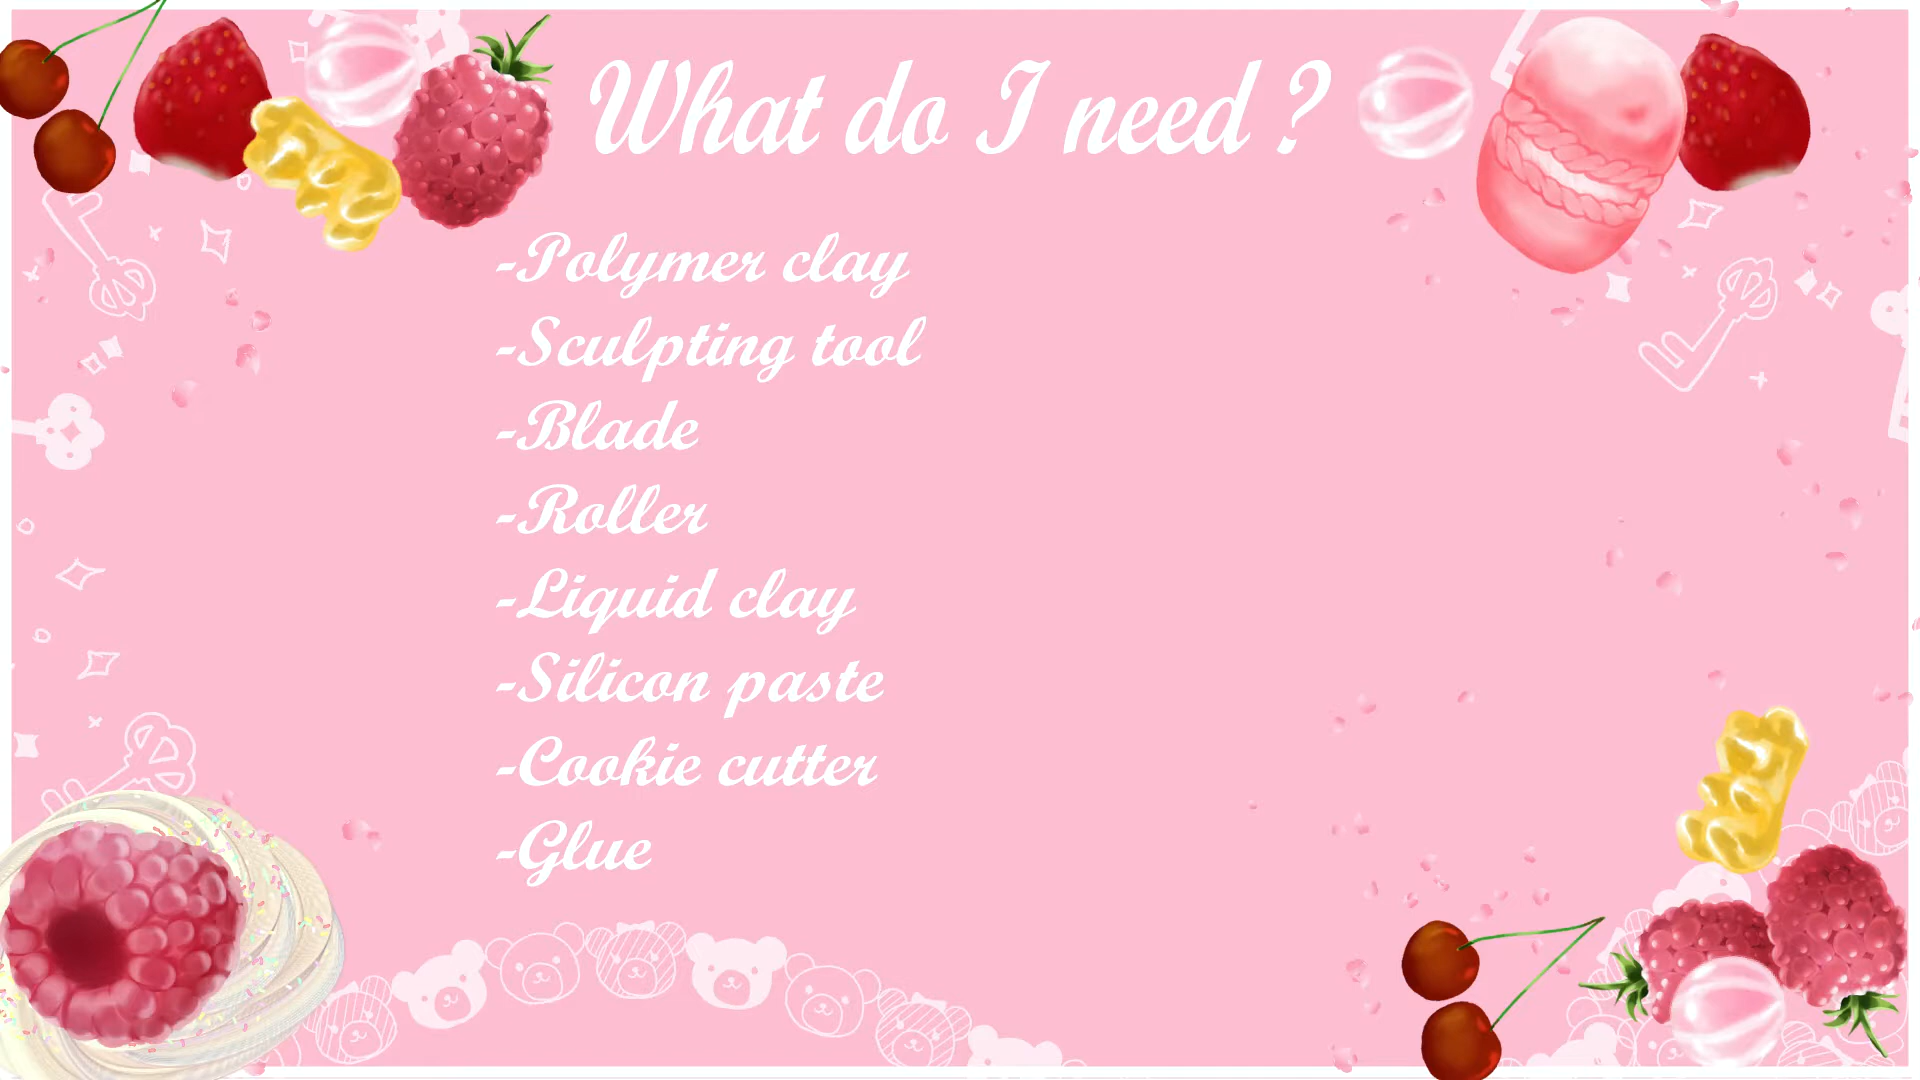 What do I need ?
-Polymer clay
-Sculpting tool
-Blade
-Roller
-Liquid clay
-Silicon paste
-Cookie cutter
-Glue